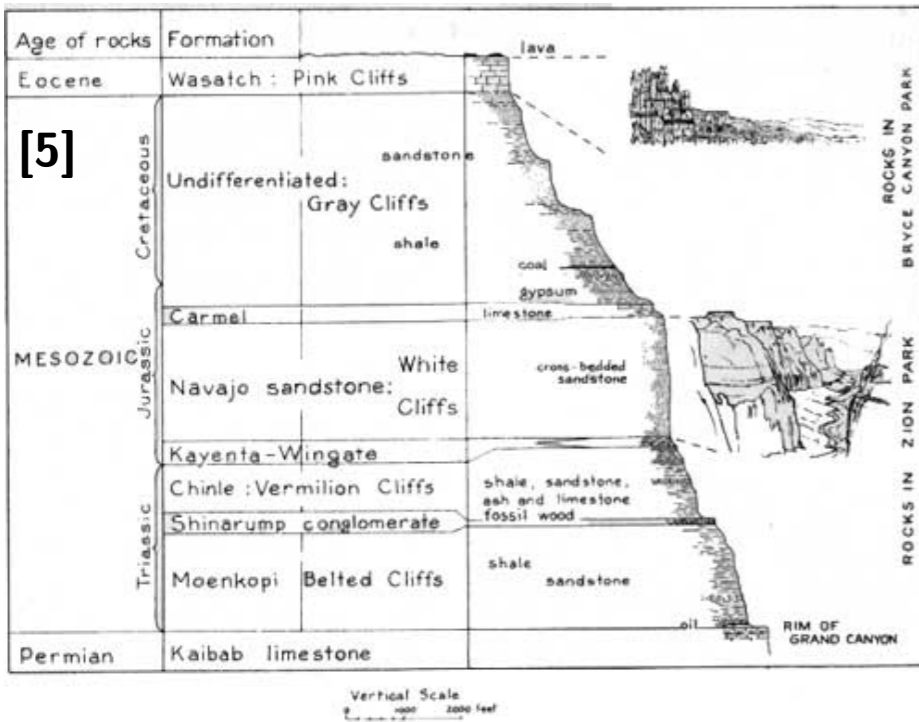 Age of rocks Formation
lava
Eocene Wasatch: Pink Cliffs
[5]
Cretaceous
sandstone
Undifferentiated:
Gray Cliffs
shale
coal
gypsum
Carmel limestone
MESOZOIC
Jurassic
White
Navajo sandstone:
Cliffs
cross-bedded
sandstone
Kayenta-Wingate
Triassic
Chinle: Vermilion Cliffs
shale, sandstone,
ash and limestone
fossil wood
Shinarump conglomerate
Moenkopi Belted Cliffs
shale
sandstone
oil
RIM OF
GRAND CANYON
Permian Kaibab limestone
ROCKS IN
BRYCE CANYON PARK
ROCKS IN ZION PARK
Vertical Scale
0 1000 2000 feet